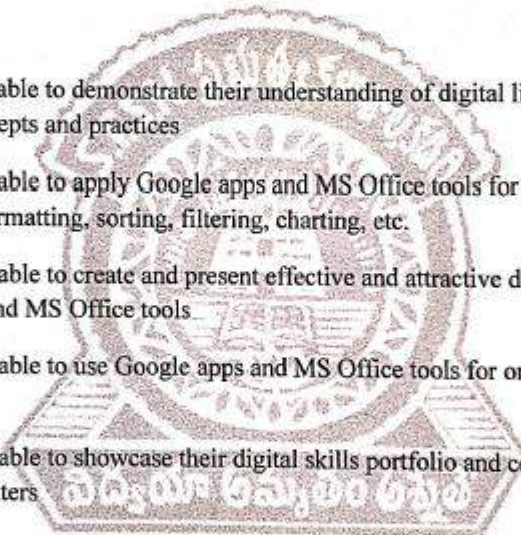 able to demonstrate their understanding of digital li
epts and practices
able to apply Google apps and MS Office tools for
rmatting, sorting, filtering, charting, etc.
able to create and present effective and attractive d
nd MS Office tools
able to use Google apps and MS Office tools for or
able to showcase their digital skills portfolio and c
ters